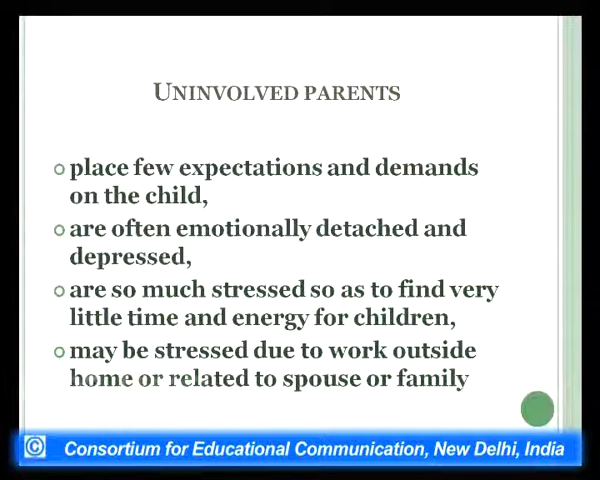 UNINVOLVED PARENTS
place few expectations and demands
on the child,
are often emotionally detached and
depressed,
are so much stressed so as to find very
little time and energy for children,
may be stressed due to work outside
home or related to spouse or family
© Consortium for Educational Communication, New Delhi, India